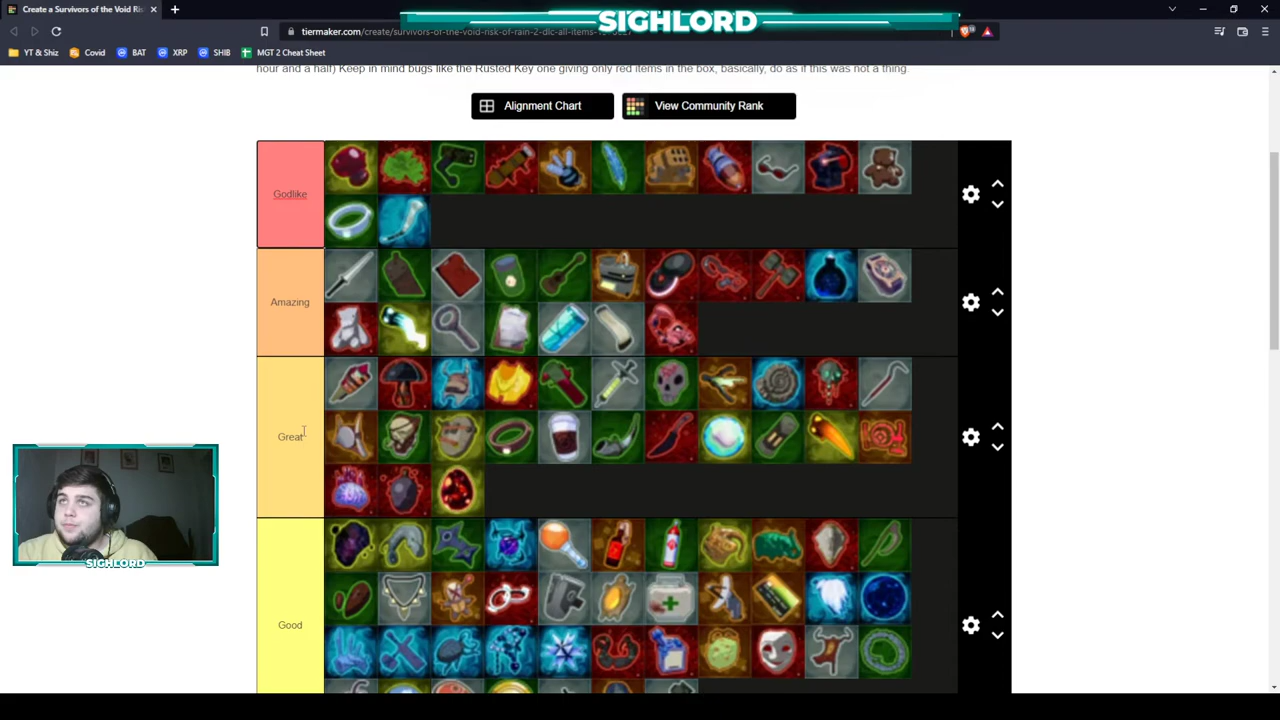 Create a Survivors of the Void Ris
SIGHLORD
tiermaker.com/create/survivors-of-the-void-risk-of-rain-2-dlc-all-items-
YT & Shiz
Covid
BAT
XRP
SHIB
MGT 2 Cheat Sheet
hour and a half) Keep in mind bugs like the Rusted Key one giving only red items in the box, basically, do as if this was not a thing.
Alignment Chart
View Community Rank
Godlike
Amazing
Great
Good
SIGHLORD